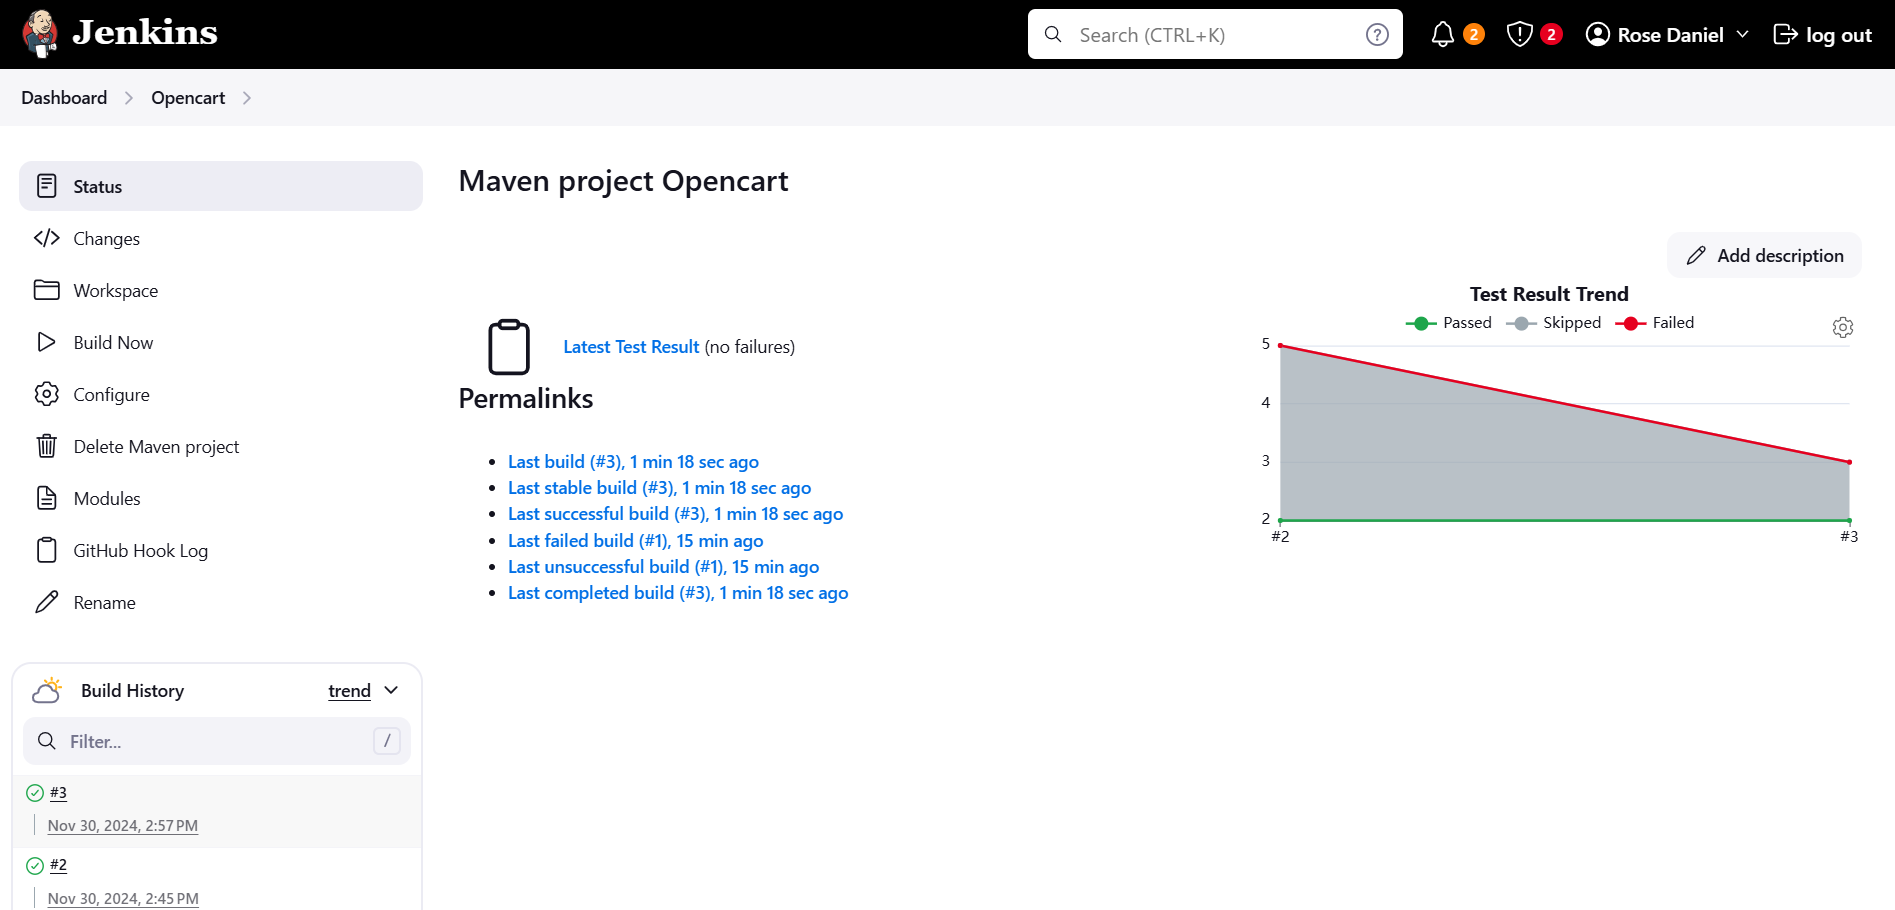 Jenkins
Search (CTRL+K)
?
2
2
Rose Daniel
log out
Dashboard
Opencart
Status
Changes
Workspace
Build Now
Configure
Delete Maven project
Modules
GitHub Hook Log
Rename
Build History
trend
Filter...
/
#3
Nov 30, 2024, 2:57 PM
#2
Nov 30, 2024, 2:45 PM
Maven project Opencart
Add description
Latest Test Result (no failures)
Permalinks
Last build (#3), 1 min 18 sec ago
Last stable build (#3), 1 min 18 sec ago
Last successful build (#3), 1 min 18 sec ago
Last failed build (#1), 15 min ago
Last unsuccessful build (#1), 15 min ago
Last completed build (#3), 1 min 18 sec ago
Test Result Trend
Passed Skipped Failed
5
4
3
2
#2 #3